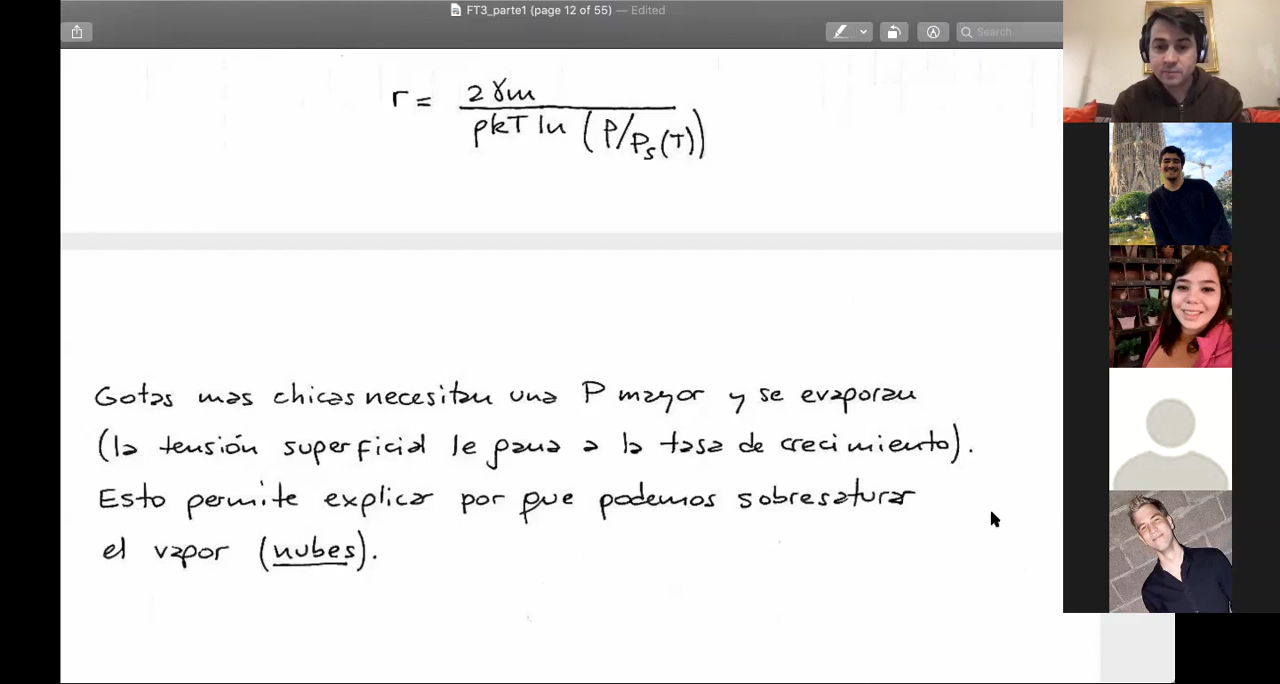 FT3_parte1 (page 12 of 55) — Edited
Search
r = 2γm / ρkT ln (P/Ps(T))
Gotas mas chicas necesitan una P mayor y se evaporan
(la tensión superficial le gana a la tasa de crecimiento).
Esto permite explicar por que podemos sobresaturar
el vapor (nubes).